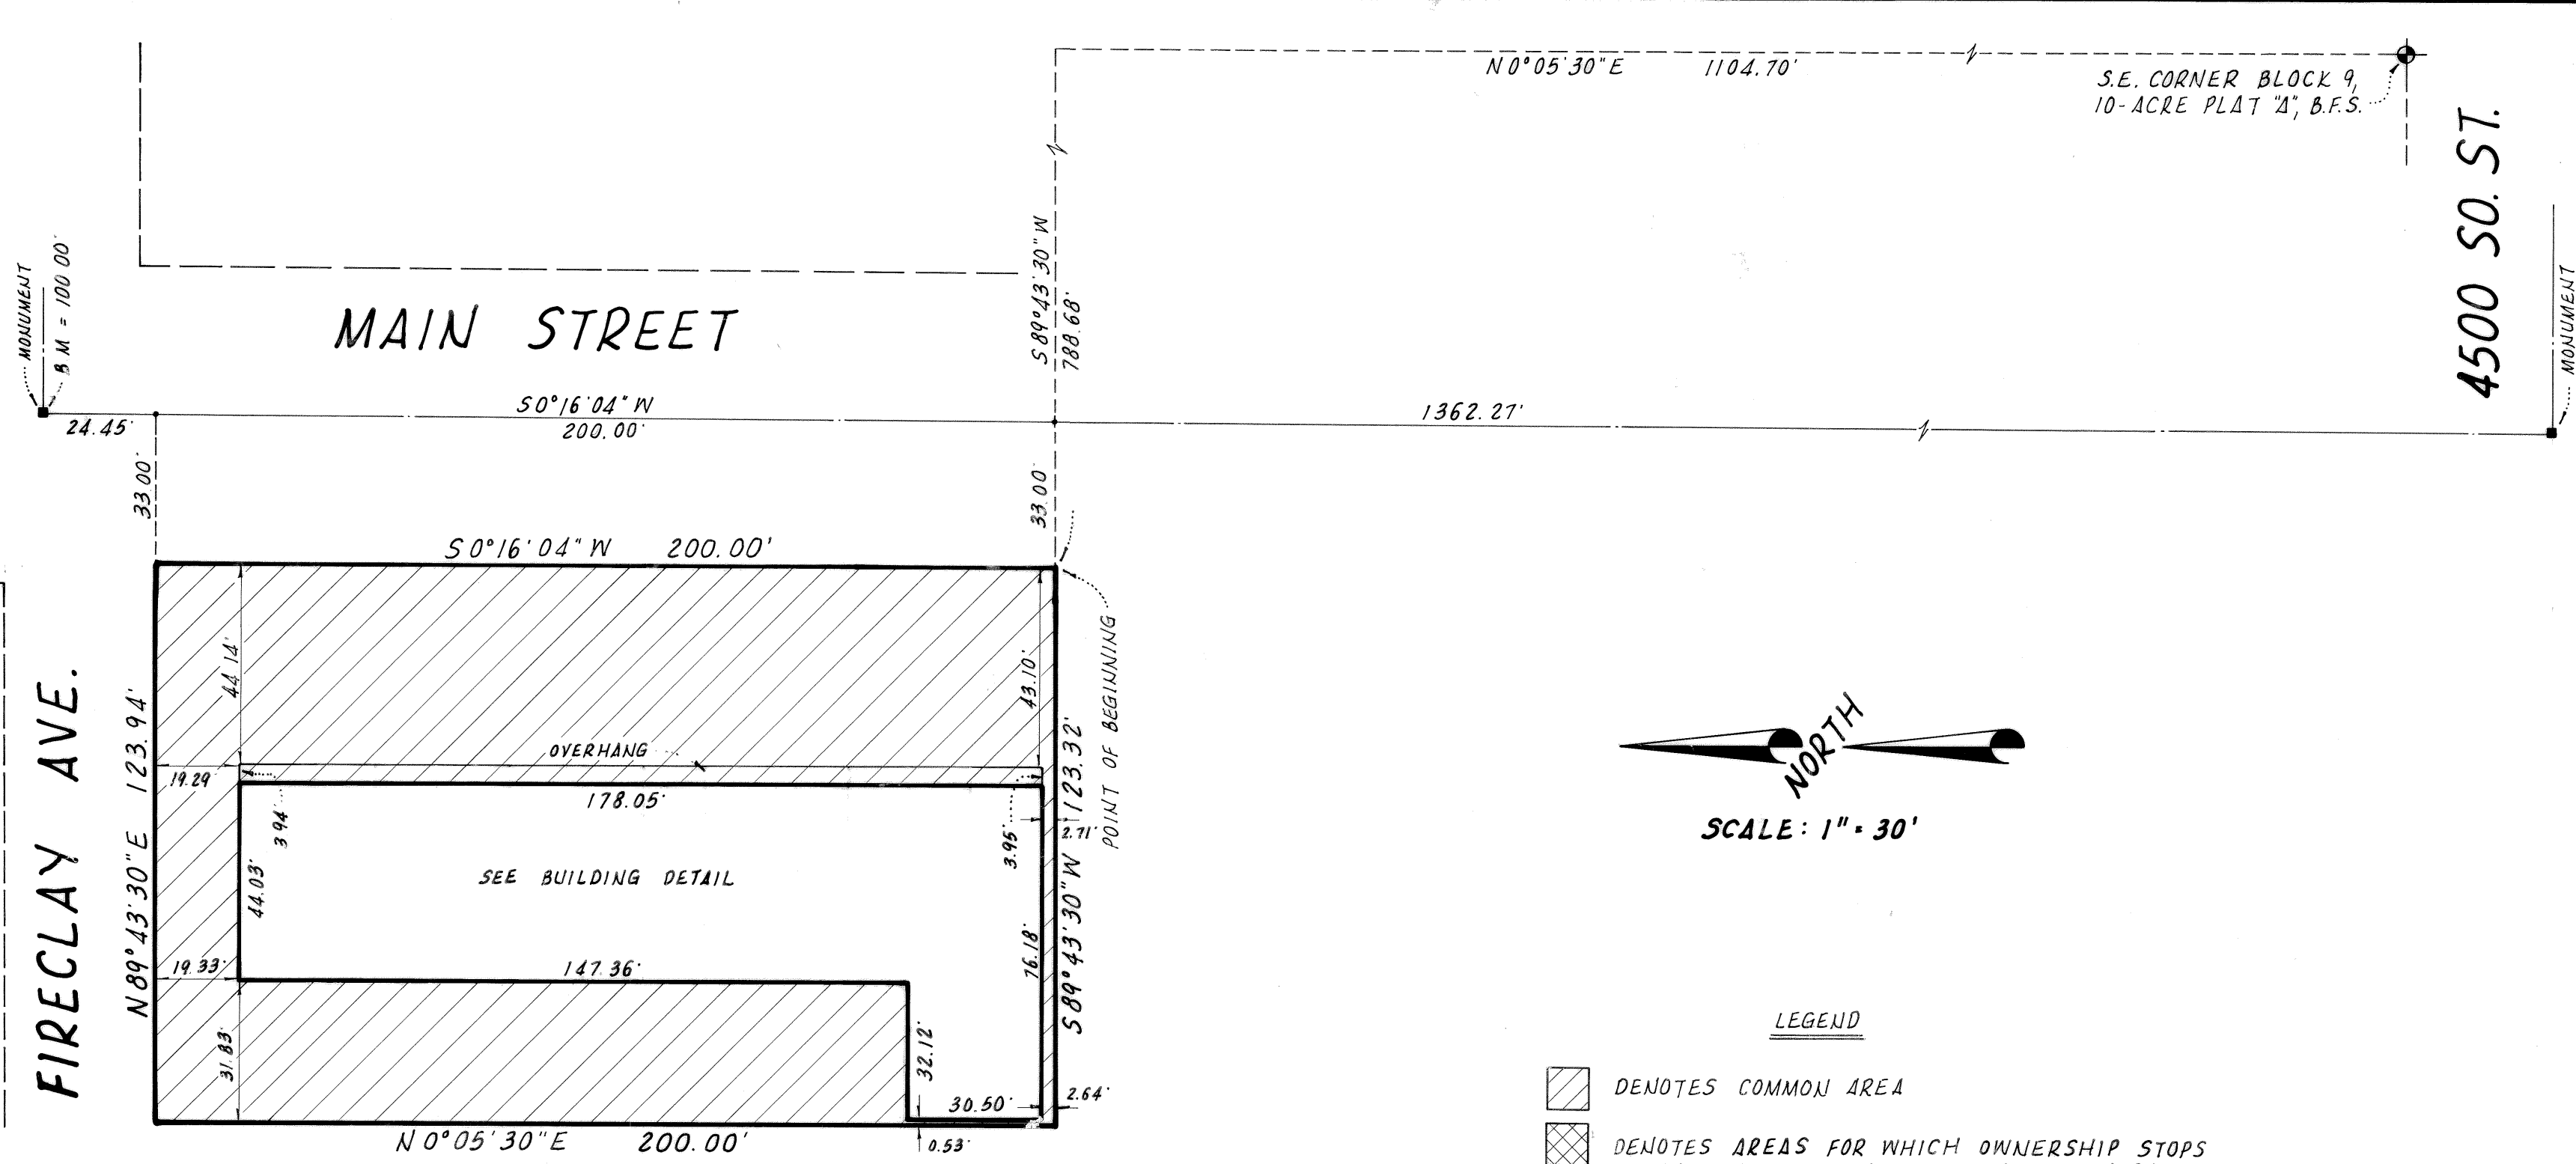 N 0°05'30"E 1104.70'
S.E. CORNER BLOCK 9,
10-ACRE PLAT "A", B.F.S.
4500 SO. ST.
MONUMENT
MONUMENT
B M = 100.00'
MAIN STREET
S 89°43'30" W
788.68'
S 0°16'04" W
200.00'
24.45'
1362.27'
33.00'
33.00'
S 0°16'04" W 200.00'
POINT OF BEGINNING
FIRECLAY AVE.
N 89°43'30"E 123.94'
44.14'
43.10'
OVERHANG
19.29'
178.05'
3.94'
3.95'
2.71'
S 89°43'30"W 123.32'
SEE BUILDING DETAIL
44.03'
76.18'
19.33'
147.36'
31.83'
32.12'
30.50'
2.64'
0.53'
N 0°05'30"E 200.00'
NORTH
SCALE: 1" = 30'
LEGEND
DENOTES COMMON AREA
DENOTES AREAS FOR WHICH OWNERSHIP STOPS